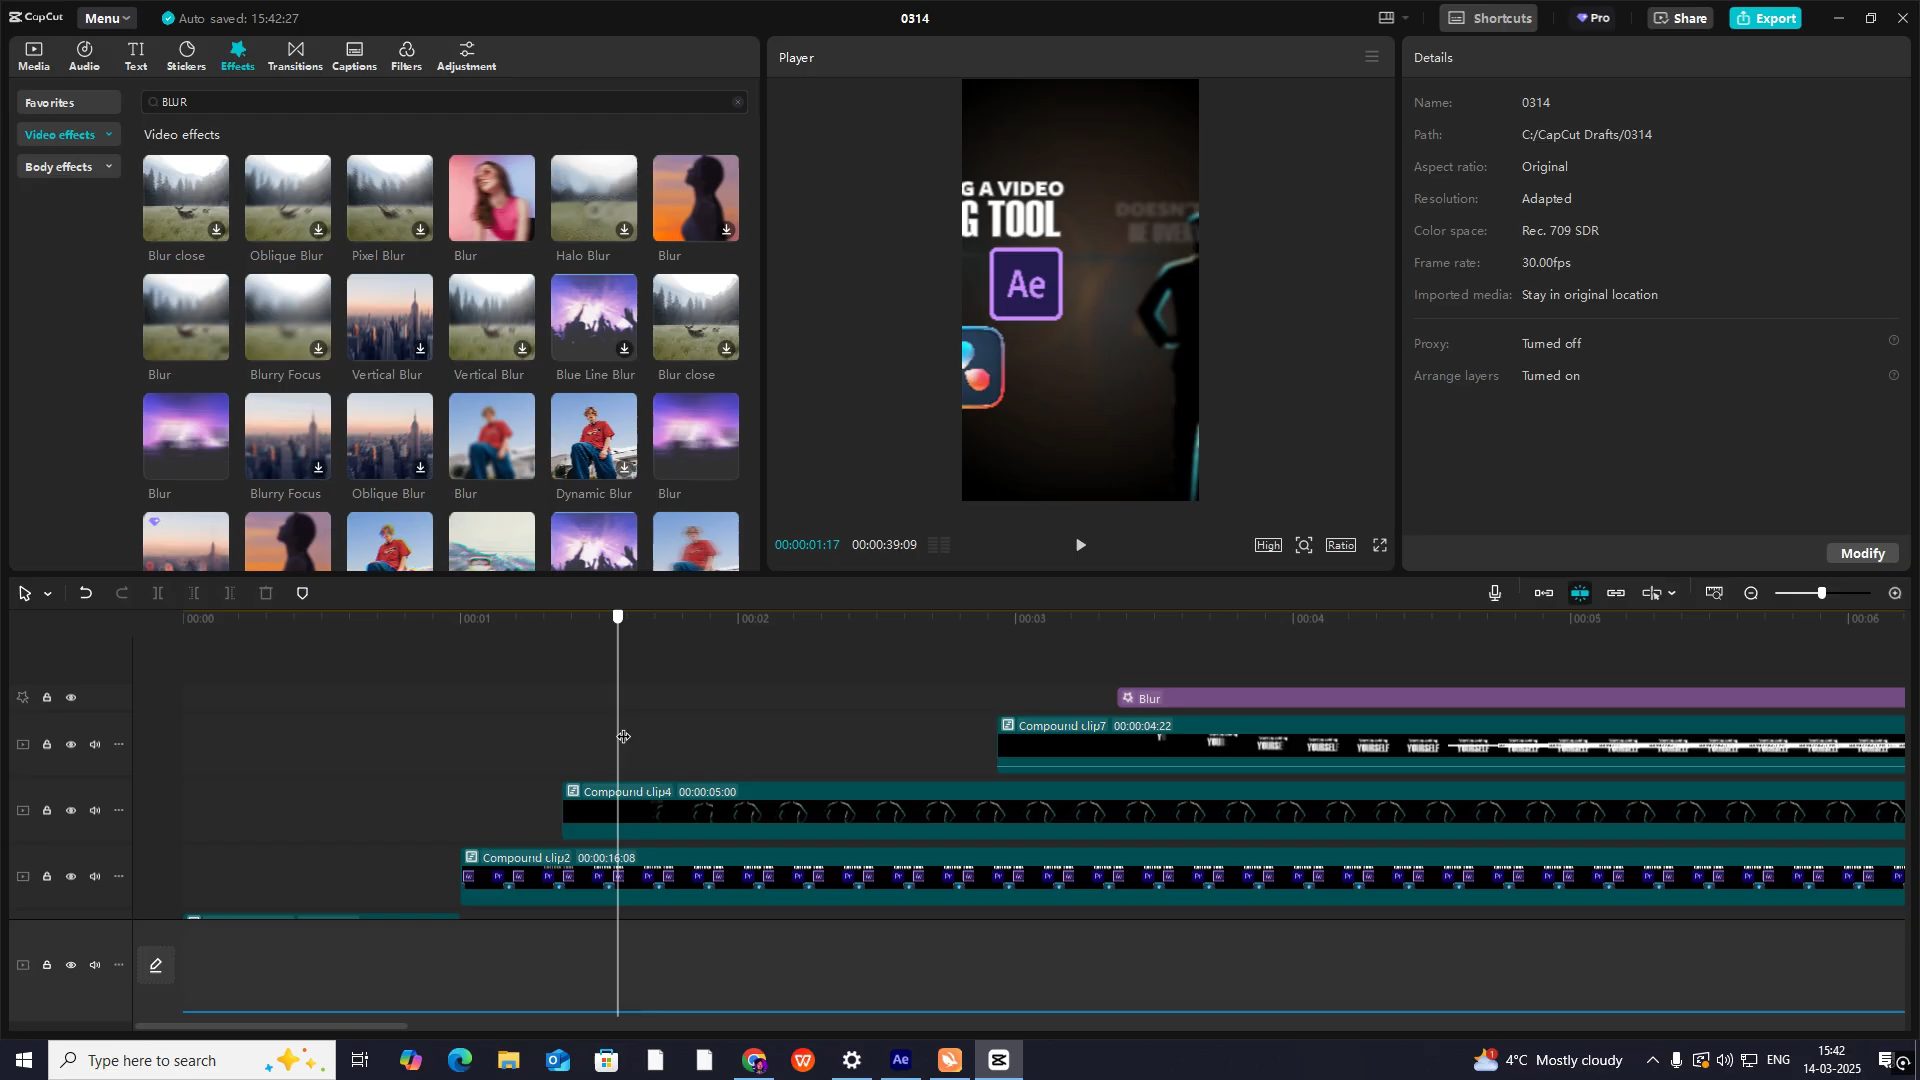 CapCut
Menu
Auto saved: 15:42:27
0314
Shortcuts
Pro
Share
Export
Media
Audio
Text
Stickers
Effects
Transitions
Captions
Filters
Adjustment
Player
Details
Favorites
Video effects
Body effects
BLUR
Video effects
Blur close
Oblique Blur
Pixel Blur
Blur
Halo Blur
Blur
Blur
Blurry Focus
Vertical Blur
Vertical Blur
Blue Line Blur
Blur close
Blur
Blurry Focus
Oblique Blur
Blur
Dynamic Blur
Blur
G A VIDEO
G TOOL
DOESN'T
BE OVER
Ae
00:00:01:17
00:00:39:09
High
Ratio
Name:
0314
Path:
C:/CapCut Drafts/0314
Aspect ratio:
Original
Resolution:
Adapted
Color space:
Rec. 709 SDR
Frame rate:
30.00fps
Imported media:
Stay in original location
Proxy:
Turned off
Arrange layers
Turned on
Modify
00:00
00:01
00:02
00:03
00:04
00:05
00:06
Blur
Compound clip7 00:00:04:22
Compound clip4 00:00:05:00
Compound clip2 00:00:16:08
Type here to search
Ae
1
4°C Mostly cloudy
ENG
15:42
14-03-2025